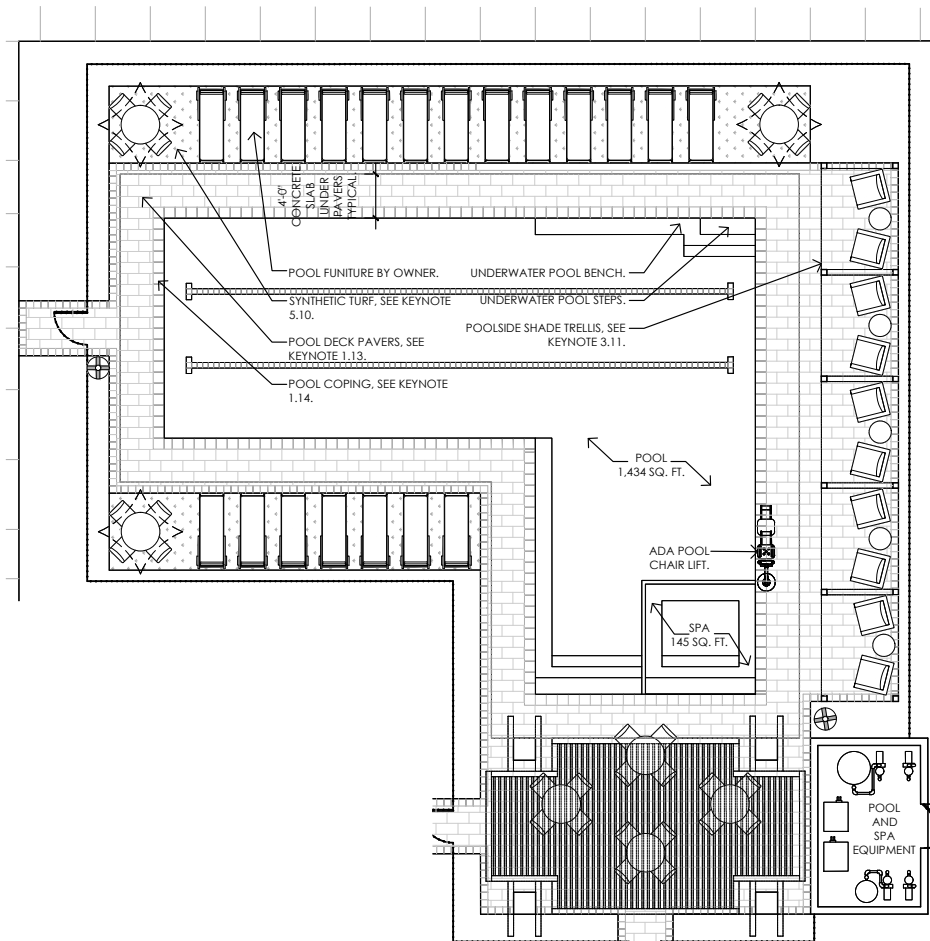 4'-0"
CONCRETE
SLAB
UNDER
PAVERS
TYPICAL.
POOL FUNITURE BY OWNER.
UNDERWATER POOL BENCH.
SYNTHETIC TURF, SEE KEYNOTE
5.10.
UNDERWATER POOL STEPS.
POOLSIDE SHADE TRELLIS, SEE
KEYNOTE 3.11.
POOL DECK PAVERS, SEE
KEYNOTE 1.13.
POOL COPING, SEE KEYNOTE
1.14.
POOL
1,434 SQ. FT.
ADA POOL
CHAIR LIFT.
SPA
145 SQ. FT.
POOL
AND
SPA
EQUIPMENT